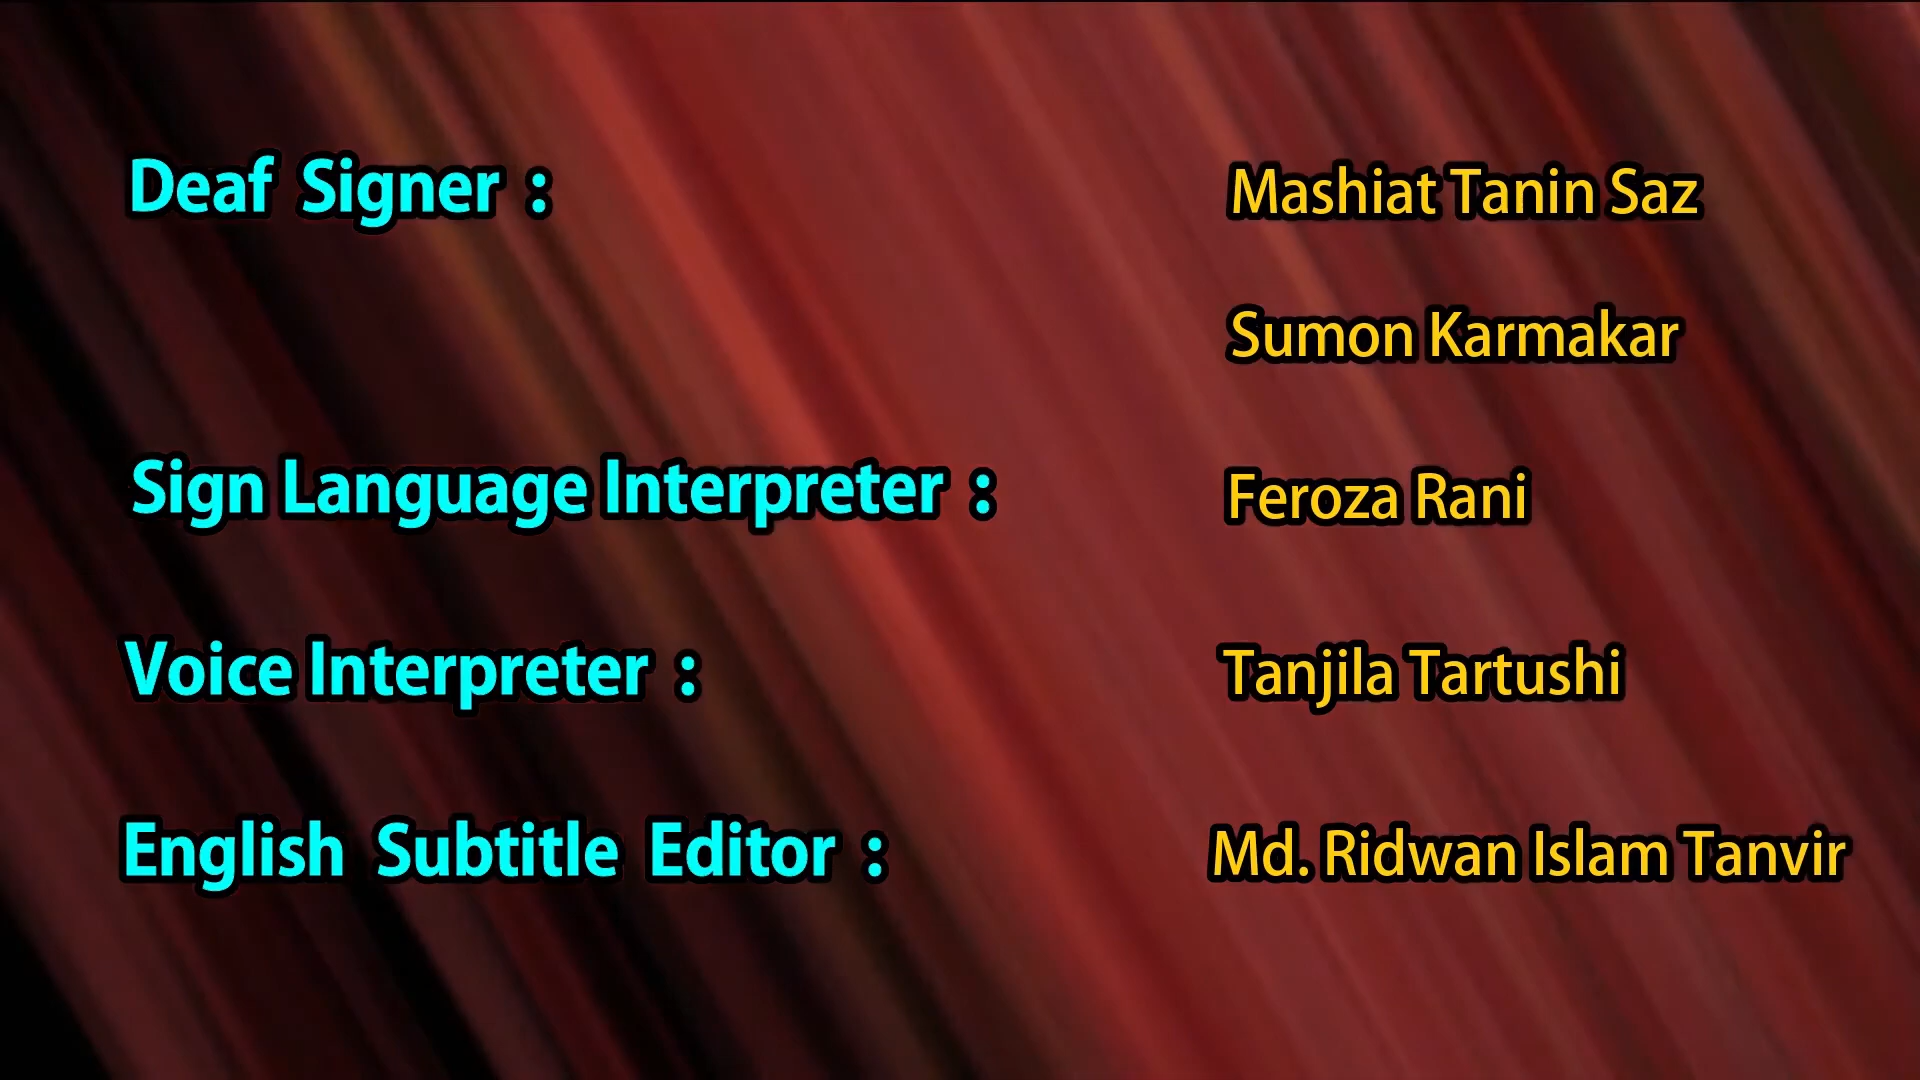 Deaf Signer : Mashiat Tanin Saz
Sumon Karmakar
Sign Language Interpreter : Feroza Rani
Voice Interpreter : Tanjila Tartushi
English Subtitle Editor : Md. Ridwan Islam Tanvir